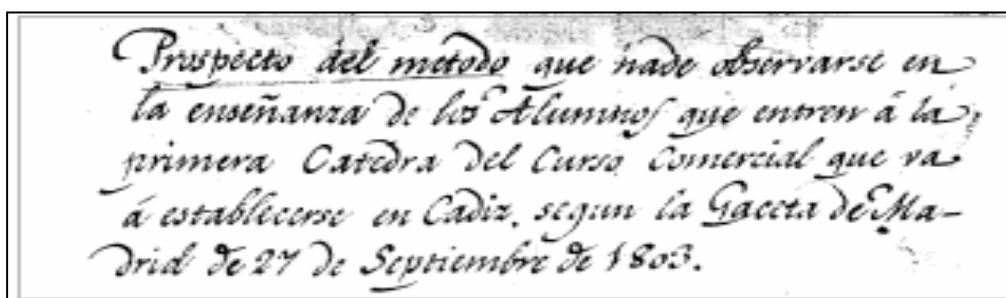 Prospecto del metodo que hade observarse en
la enseñanza de los Alumnos que entren á la
primera Catedra del Curso Comercial que va
á establecerse en Cadiz, segun la Gaceta de Ma-
drid de 27 de Septiembre de 1803.